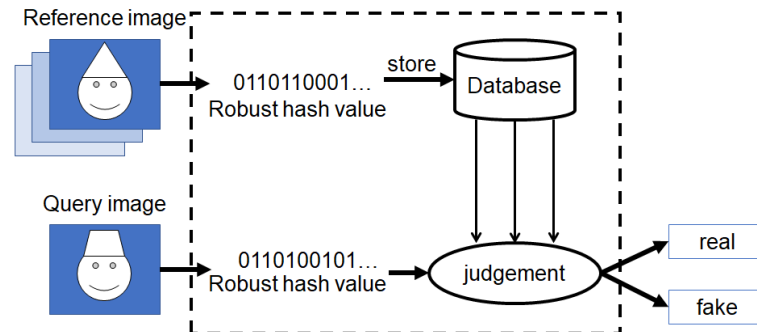 Reference image
0110110001…
Robust hash value
store
Database
Query image
0110100101…
Robust hash value
judgement
real
fake